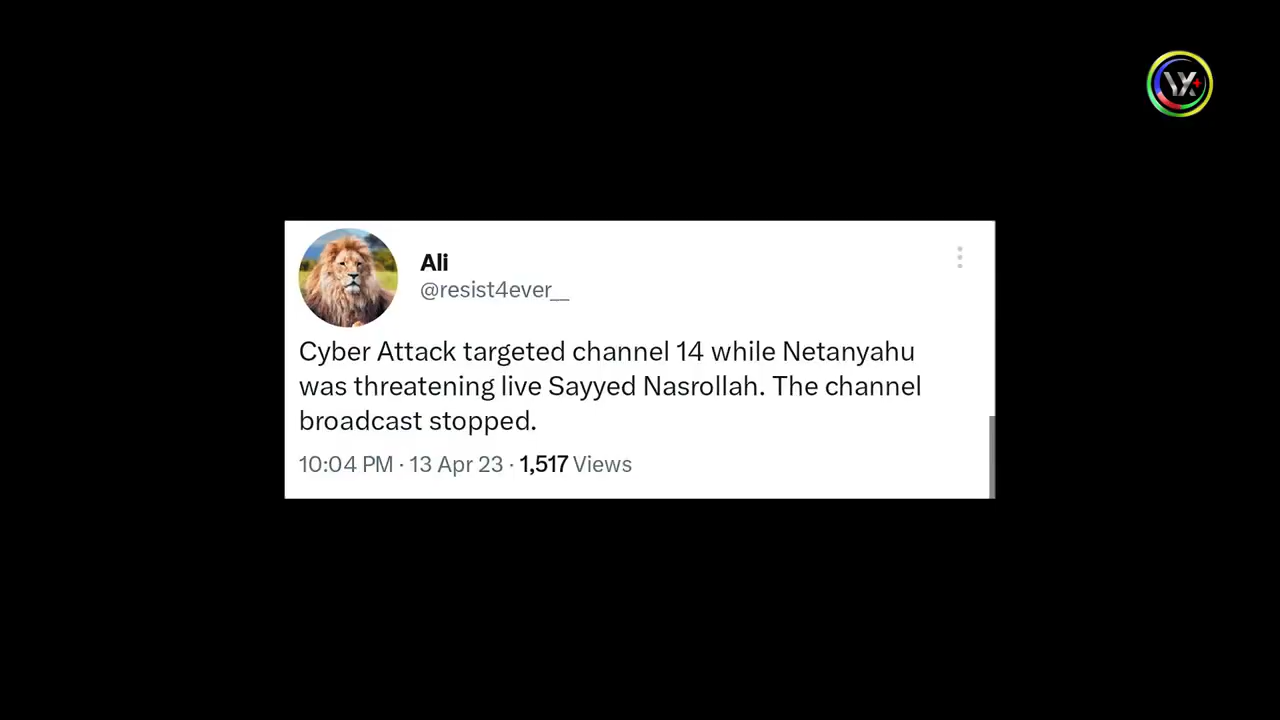 YX+
Ali
@resist4ever__
Cyber Attack targeted channel 14 while Netanyahu
was threatening live Sayyed Nasrollah. The channel
broadcast stopped.
10:04 PM · 13 Apr 23 · 1,517 Views